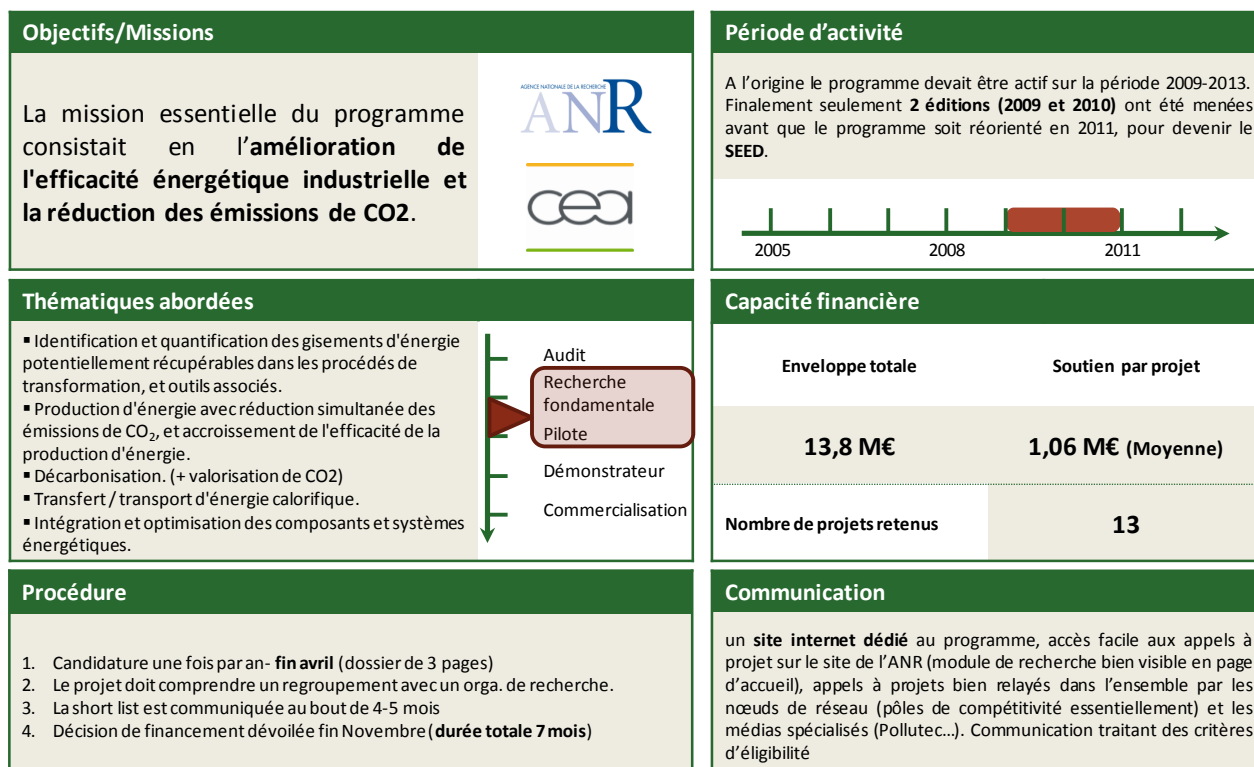 Objectifs/Missions
La mission essentielle du programme
consistait en l'amélioration de
l'efficacité énergétique industrielle et
la réduction des émissions de CO2.
AGENCE NATIONALE DE LA RECHERCHE
ANR
cea
Période d'activité
A l'origine le programme devait être actif sur la période 2009-2013.
Finalement seulement 2 éditions (2009 et 2010) ont été menées
avant que le programme soit réorienté en 2011, pour devenir le
SEED.
2005 2008 2011
Thématiques abordées
▪ Identification et quantification des gisements d'énergie
potentiellement récupérables dans les procédés de
transformation, et outils associés.
▪ Production d'énergie avec réduction simultanée des
émissions de CO₂, et accroissement de l'efficacité de la
production d'énergie.
▪ Décarbonisation. (+ valorisation de CO2)
▪ Transfert / transport d'énergie calorifique.
▪ Intégration et optimisation des composants et systèmes
énergétiques.
Audit
Recherche
fondamentale
Pilote
Démonstrateur
Commercialisation
Capacité financière
Enveloppe totale Soutien par projet
13,8 M€ 1,06 M€ (Moyenne)
Nombre de projets retenus 13
Procédure
1. Candidature une fois par an- fin avril (dossier de 3 pages)
2. Le projet doit comprendre un regroupement avec un orga. de recherche.
3. La short list est communiquée au bout de 4-5 mois
4. Décision de financement dévoilée fin Novembre (durée totale 7 mois)
Communication
un site internet dédié au programme, accès facile aux appels à
projet sur le site de l'ANR (module de recherche bien visible en page
d'accueil), appels à projets bien relayés dans l'ensemble par les
nœuds de réseau (pôles de compétitivité essentiellement) et les
médias spécialisés (Pollutec...). Communication traitant des critères
d'éligibilité